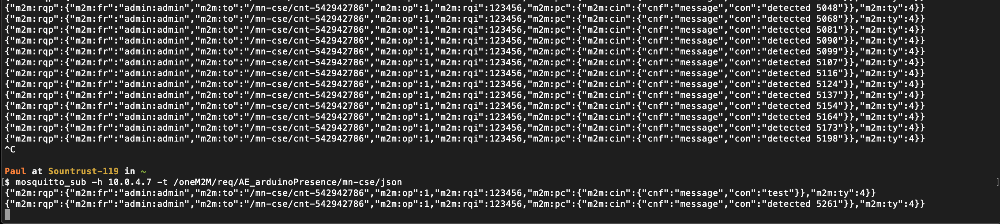 {"m2m:rqp":{"m2m:fr":"admin:admin","m2m:to":"/mn-cse/cnt-542942786","m2m:op":1,"m2m:rqi":123456,"m2m:pc":{"m2m:cin":{"cnf":"message","con":"detected 5048"}},"m2m:ty":4}}
{"m2m:rqp":{"m2m:fr":"admin:admin","m2m:to":"/mn-cse/cnt-542942786","m2m:op":1,"m2m:rqi":123456,"m2m:pc":{"m2m:cin":{"cnf":"message","con":"detected 5068"}},"m2m:ty":4}}
{"m2m:rqp":{"m2m:fr":"admin:admin","m2m:to":"/mn-cse/cnt-542942786","m2m:op":1,"m2m:rqi":123456,"m2m:pc":{"m2m:cin":{"cnf":"message","con":"detected 5081"}},"m2m:ty":4}}
{"m2m:rqp":{"m2m:fr":"admin:admin","m2m:to":"/mn-cse/cnt-542942786","m2m:op":1,"m2m:rqi":123456,"m2m:pc":{"m2m:cin":{"cnf":"message","con":"detected 5090"}},"m2m:ty":4}}
{"m2m:rqp":{"m2m:fr":"admin:admin","m2m:to":"/mn-cse/cnt-542942786","m2m:op":1,"m2m:rqi":123456,"m2m:pc":{"m2m:cin":{"cnf":"message","con":"detected 5099"}},"m2m:ty":4}}
{"m2m:rqp":{"m2m:fr":"admin:admin","m2m:to":"/mn-cse/cnt-542942786","m2m:op":1,"m2m:rqi":123456,"m2m:pc":{"m2m:cin":{"cnf":"message","con":"detected 5107"}},"m2m:ty":4}}
{"m2m:rqp":{"m2m:fr":"admin:admin","m2m:to":"/mn-cse/cnt-542942786","m2m:op":1,"m2m:rqi":123456,"m2m:pc":{"m2m:cin":{"cnf":"message","con":"detected 5116"}},"m2m:ty":4}}
{"m2m:rqp":{"m2m:fr":"admin:admin","m2m:to":"/mn-cse/cnt-542942786","m2m:op":1,"m2m:rqi":123456,"m2m:pc":{"m2m:cin":{"cnf":"message","con":"detected 5124"}},"m2m:ty":4}}
{"m2m:rqp":{"m2m:fr":"admin:admin","m2m:to":"/mn-cse/cnt-542942786","m2m:op":1,"m2m:rqi":123456,"m2m:pc":{"m2m:cin":{"cnf":"message","con":"detected 5137"}},"m2m:ty":4}}
{"m2m:rqp":{"m2m:fr":"admin:admin","m2m:to":"/mn-cse/cnt-542942786","m2m:op":1,"m2m:rqi":123456,"m2m:pc":{"m2m:cin":{"cnf":"message","con":"detected 5154"}},"m2m:ty":4}}
{"m2m:rqp":{"m2m:fr":"admin:admin","m2m:to":"/mn-cse/cnt-542942786","m2m:op":1,"m2m:rqi":123456,"m2m:pc":{"m2m:cin":{"cnf":"message","con":"detected 5164"}},"m2m:ty":4}}
{"m2m:rqp":{"m2m:fr":"admin:admin","m2m:to":"/mn-cse/cnt-542942786","m2m:op":1,"m2m:rqi":123456,"m2m:pc":{"m2m:cin":{"cnf":"message","con":"detected 5173"}},"m2m:ty":4}}
{"m2m:rqp":{"m2m:fr":"admin:admin","m2m:to":"/mn-cse/cnt-542942786","m2m:op":1,"m2m:rqi":123456,"m2m:pc":{"m2m:cin":{"cnf":"message","con":"detected 5198"}},"m2m:ty":4}}
^C
Paul at Sountrust-119 in ~
[$ mosquitto_sub -h 10.0.4.7 -t /oneM2M/req/AE_arduinoPresence/mn-cse/json ]
{"m2m:rqp":{"m2m:fr":"admin:admin","m2m:to":"/mn-cse/cnt-542942786","m2m:op":1,"m2m:rqi":123456,"m2m:pc":{"m2m:cin":{"cnf":"message","con":"test"}},"m2m:ty":4}}
{"m2m:rqp":{"m2m:fr":"admin:admin","m2m:to":"/mn-cse/cnt-542942786","m2m:op":1,"m2m:rqi":123456,"m2m:pc":{"m2m:cin":{"cnf":"message","con":"detected 5261"}},"m2m:ty":4}}